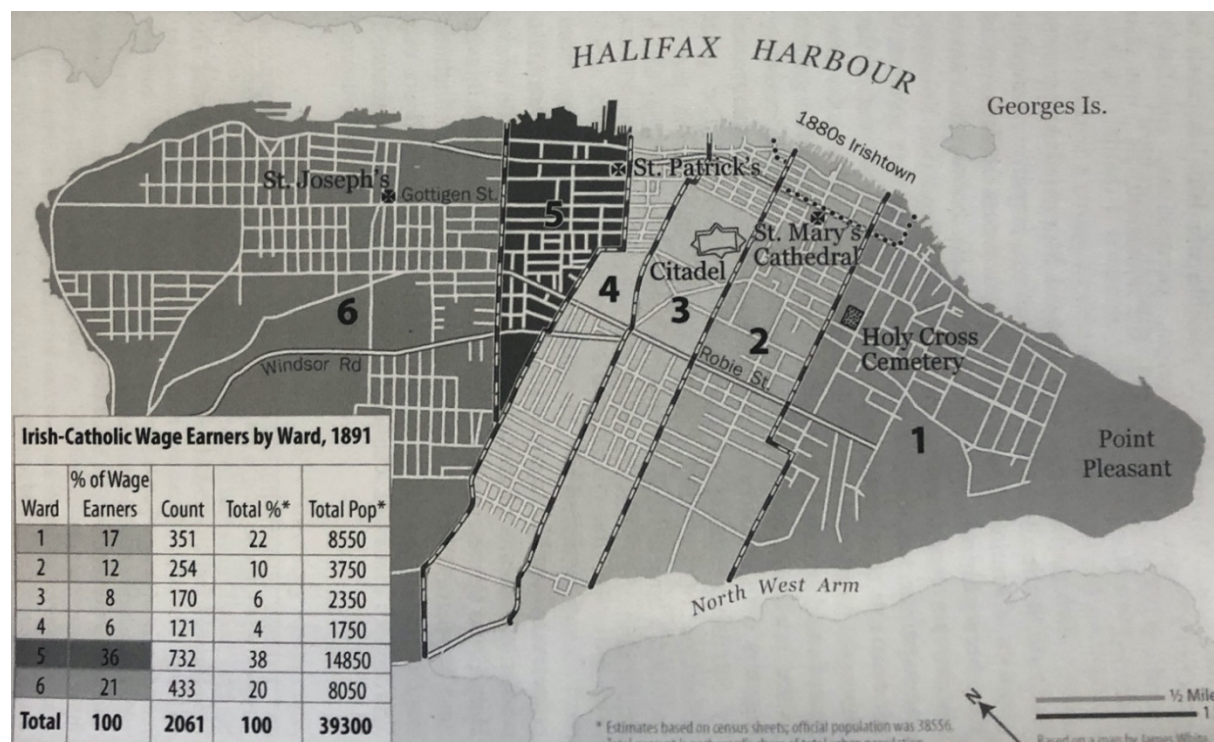 HALIFAX HARBOUR
Georges Is.
1880s Irishtown
St. Joseph's
Gottigen St.
St. Patrick's
5
St. Mary's
Cathedral
Citadel
4
3
2
6
Windsor Rd
Robie St.
Holy Cross
Cemetery
1
Point
Pleasant
North West Arm
Irish-Catholic Wage Earners by Ward, 1891
Ward % of Wage Earners Count Total %* Total Pop*
1 17 351 22 8550
2 12 254 10 3750
3 8 170 6 2350
4 6 121 4 1750
5 36 732 38 14850
6 21 433 20 8050
Total 100 2061 100 39300
N
½ Mile
1
* Estimates based on census sheets; official population was 38556.
Based on a map by James White,